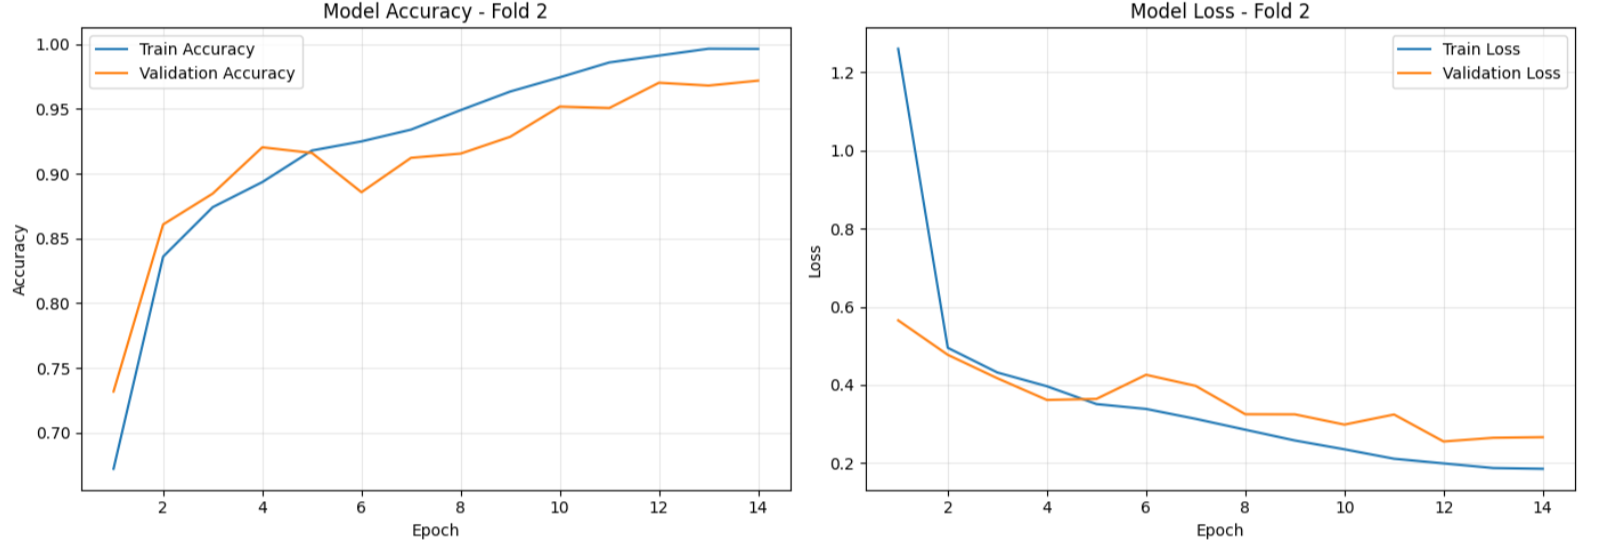 Model Accuracy - Fold 2
Train Accuracy
Validation Accuracy
Accuracy
1.00
0.95
0.90
0.85
0.80
0.75
0.70
2 4 6 8 10 12 14
Epoch
Model Loss - Fold 2
Train Loss
Validation Loss
Loss
1.2
1.0
0.8
0.6
0.4
0.2
2 4 6 8 10 12 14
Epoch